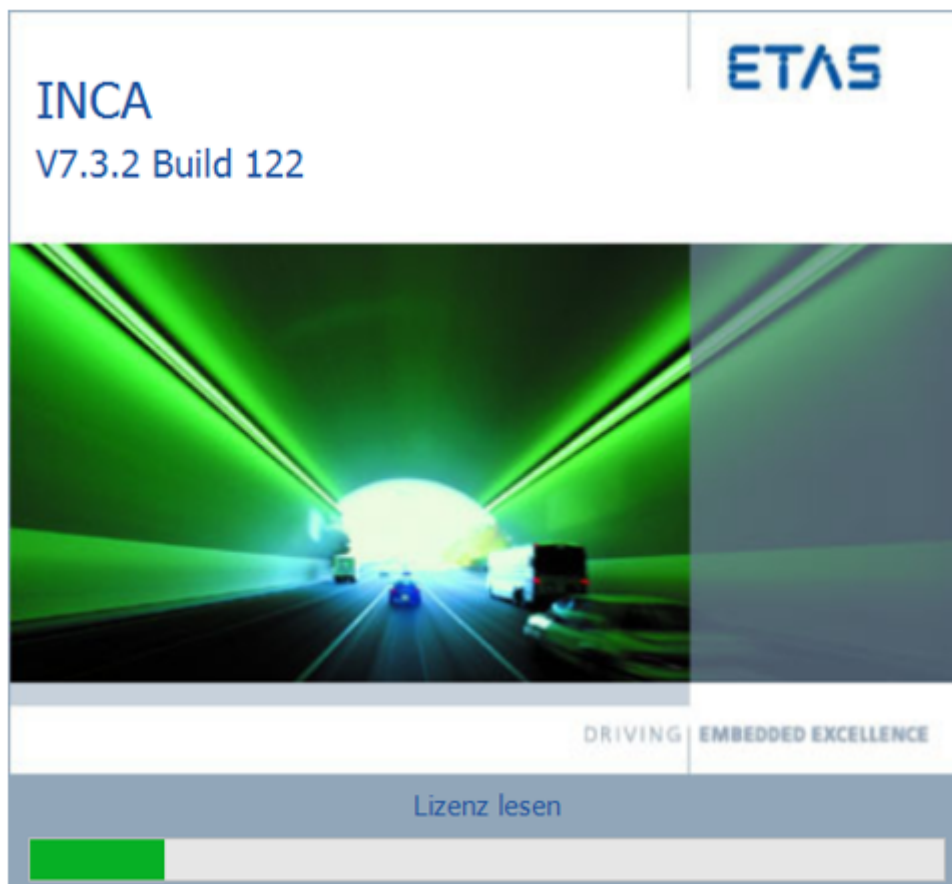 ETAS
INCA
V7.3.2 Build 122
DRIVING EMBEDDED EXCELLENCE
Lizenz lesen